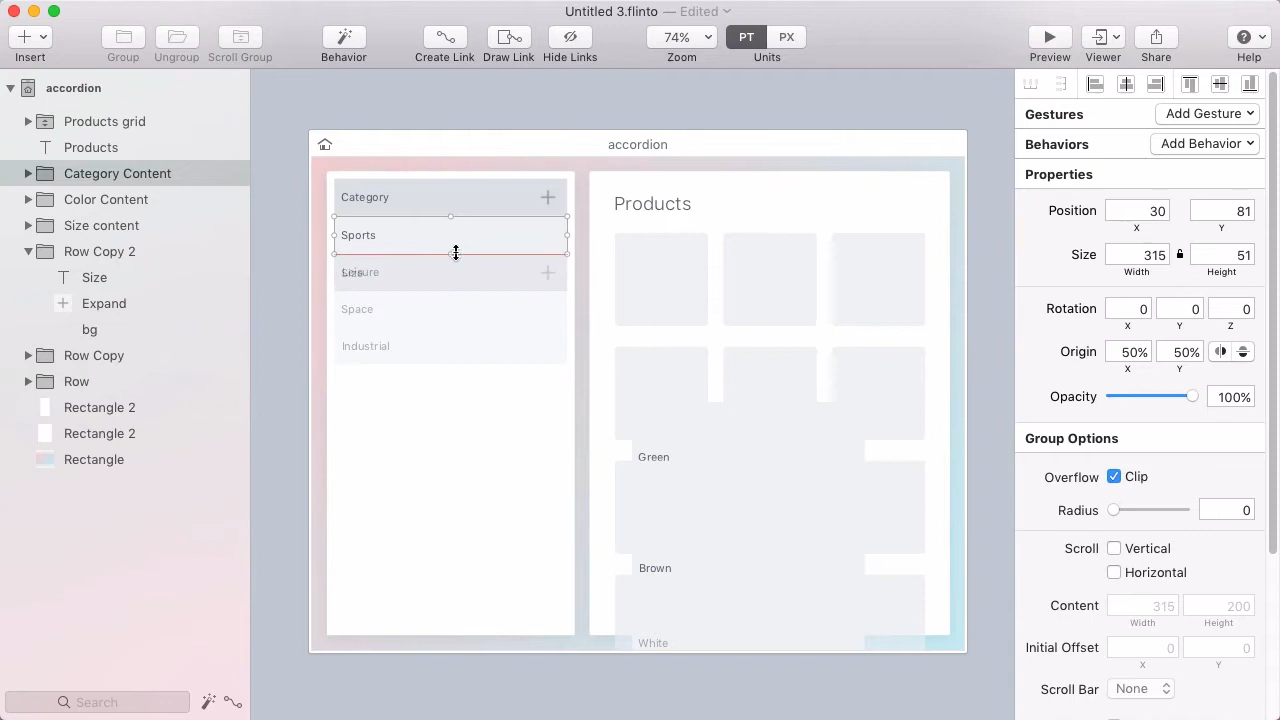 Untitled 3.flinto — Edited
Insert
Group
Ungroup
Scroll Group
Behavior
Create Link
Draw Link
Hide Links
74%
Zoom
PT
PX
Units
Preview
Viewer
Share
Help
accordion
Products grid
Products
Category Content
Color Content
Size content
Row Copy 2
Size
Expand
bg
Row Copy
Row
Rectangle 2
Rectangle 2
Rectangle
Search
accordion
Category
Sports
Size
Leisure
Space
Industrial
Products
Green
Brown
White
Gestures
Add Gesture
Behaviors
Add Behavior
Properties
Position 30 81
X Y
Size 315 51
Width Height
Rotation 0 0 0
X Y Z
Origin 50% 50%
X Y
Opacity 100%
Group Options
Overflow Clip
Radius 0
Scroll Vertical
Horizontal
Content 315 200
Width Height
Initial Offset 0 0
X Y
Scroll Bar None